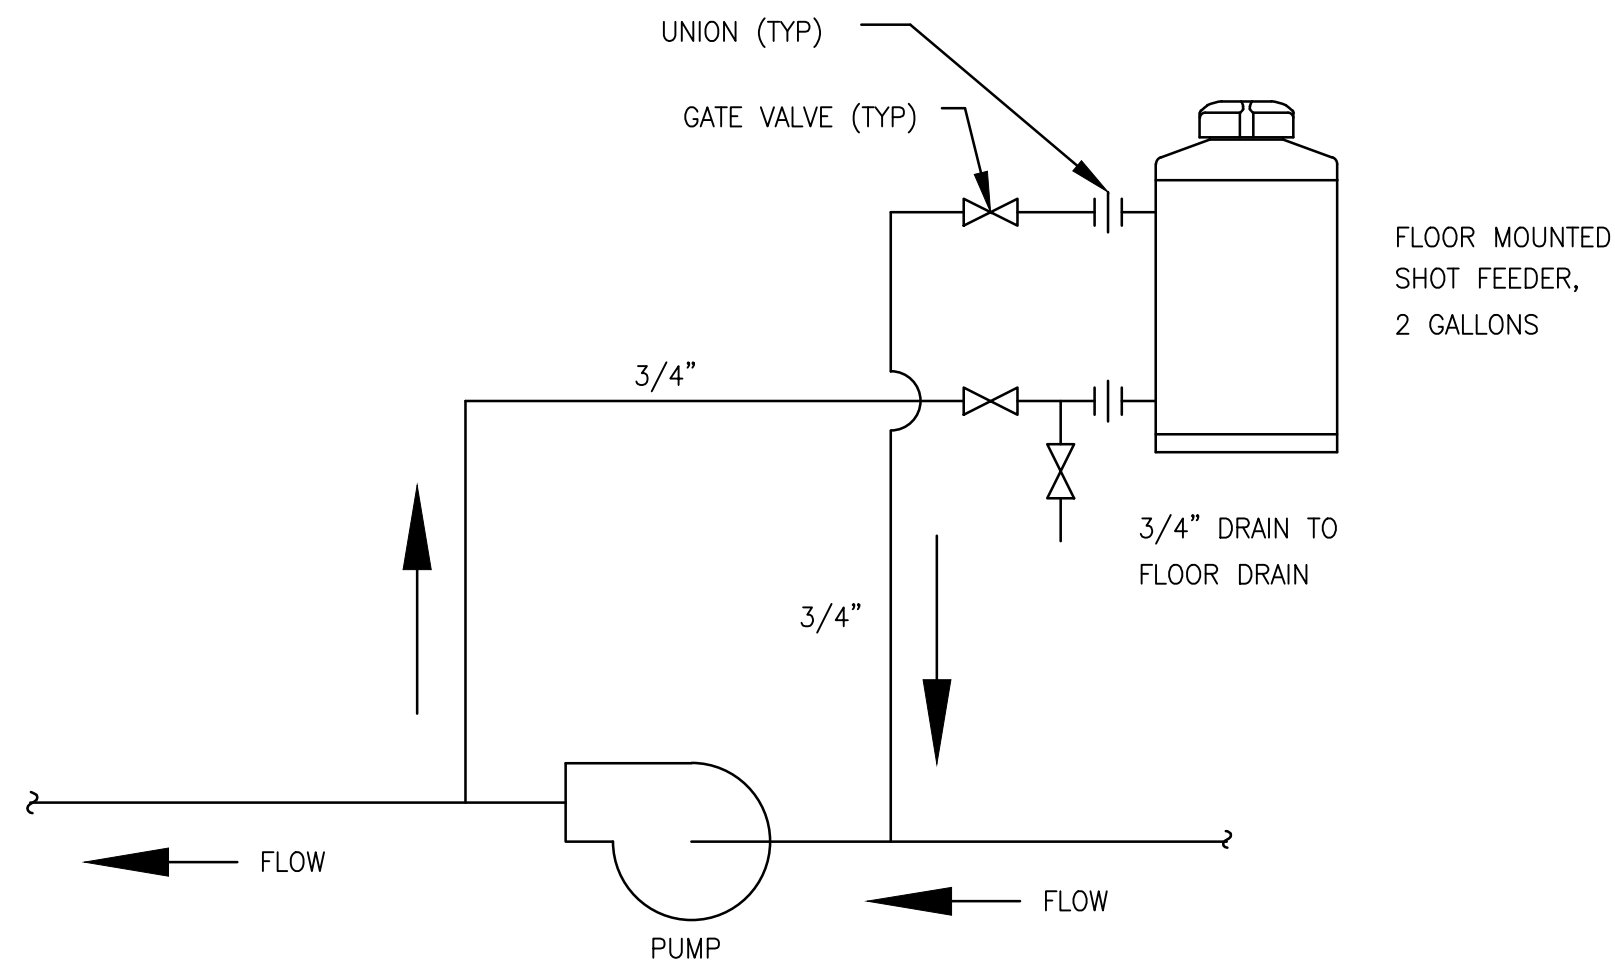 UNION (TYP)
GATE VALVE (TYP)
FLOOR MOUNTED
SHOT FEEDER,
2 GALLONS
3/4”
3/4” DRAIN TO
FLOOR DRAIN
3/4”
FLOW
FLOW
PUMP